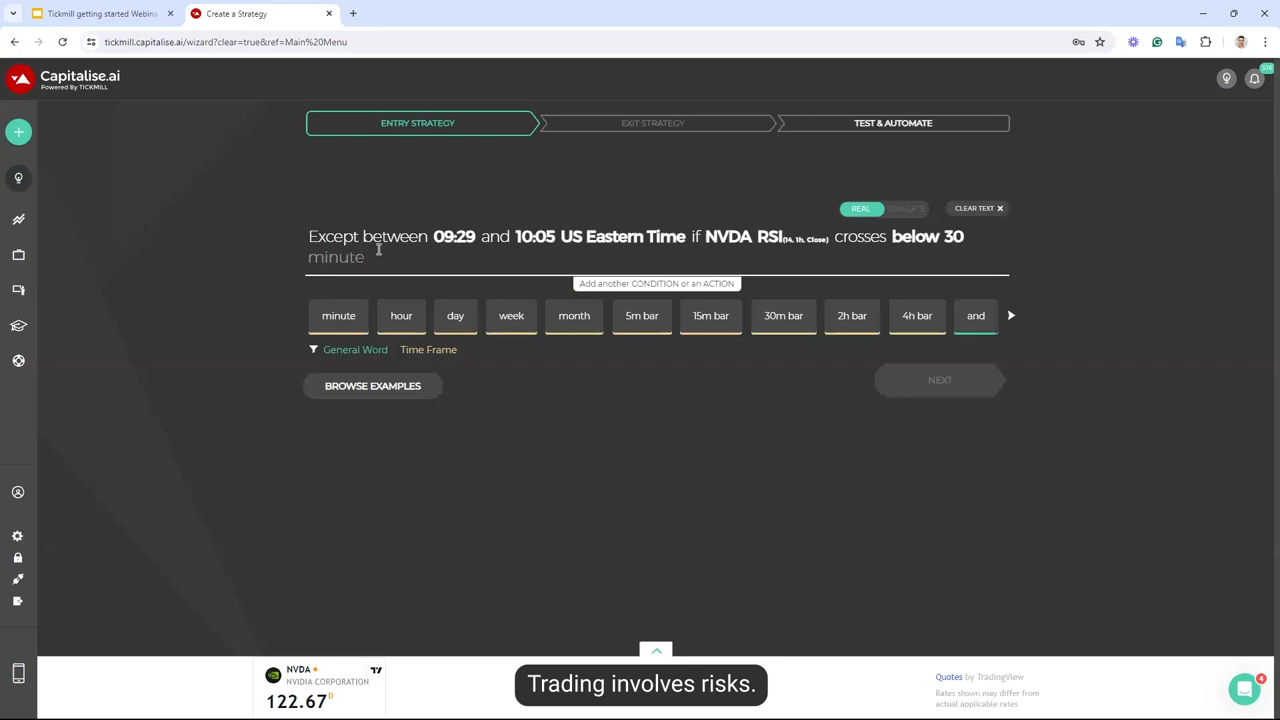 Tickmill getting started Webina
Create a Strategy
tickmill.capitalise.ai/wizard?clear=true&ref=Main%20Menu
Capitalise.ai
Powered By TICKMILL
516
ENTRY STRATEGY
EXIT STRATEGY
TEST & AUTOMATE
REAL
SIMULATE
CLEAR TEXT
Except between 09:29 and 10:05 US Eastern Time if NVDA RSI(14, 1h, Close) crosses below 30
minute
Add another CONDITION or an ACTION
minute
hour
day
week
month
5m bar
15m bar
30m bar
2h bar
4h bar
and
General Word
Time Frame
BROWSE EXAMPLES
NEXT
NVDA
NVIDIA CORPORATION
122.67 D
Trading involves risks.
Quotes by TradingView
Rates shown may differ from
actual applicable rates
4